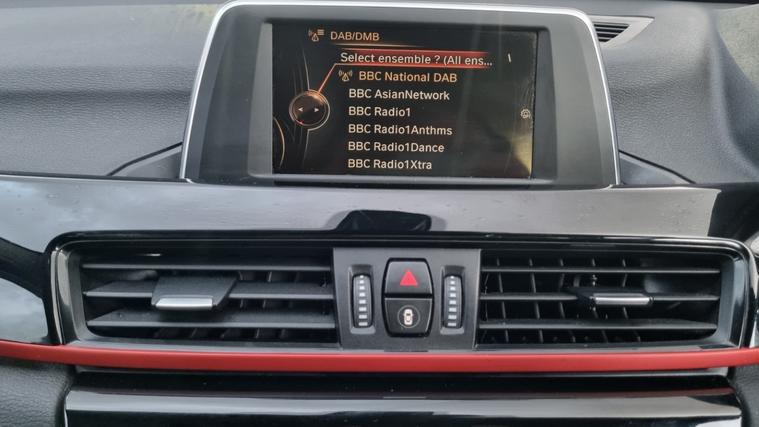 DAB/DMB
Select ensemble ? (All ens...
BBC National DAB
BBC AsianNetwork
BBC Radio1
BBC Radio1Anthms
BBC Radio1Dance
BBC Radio1Xtra